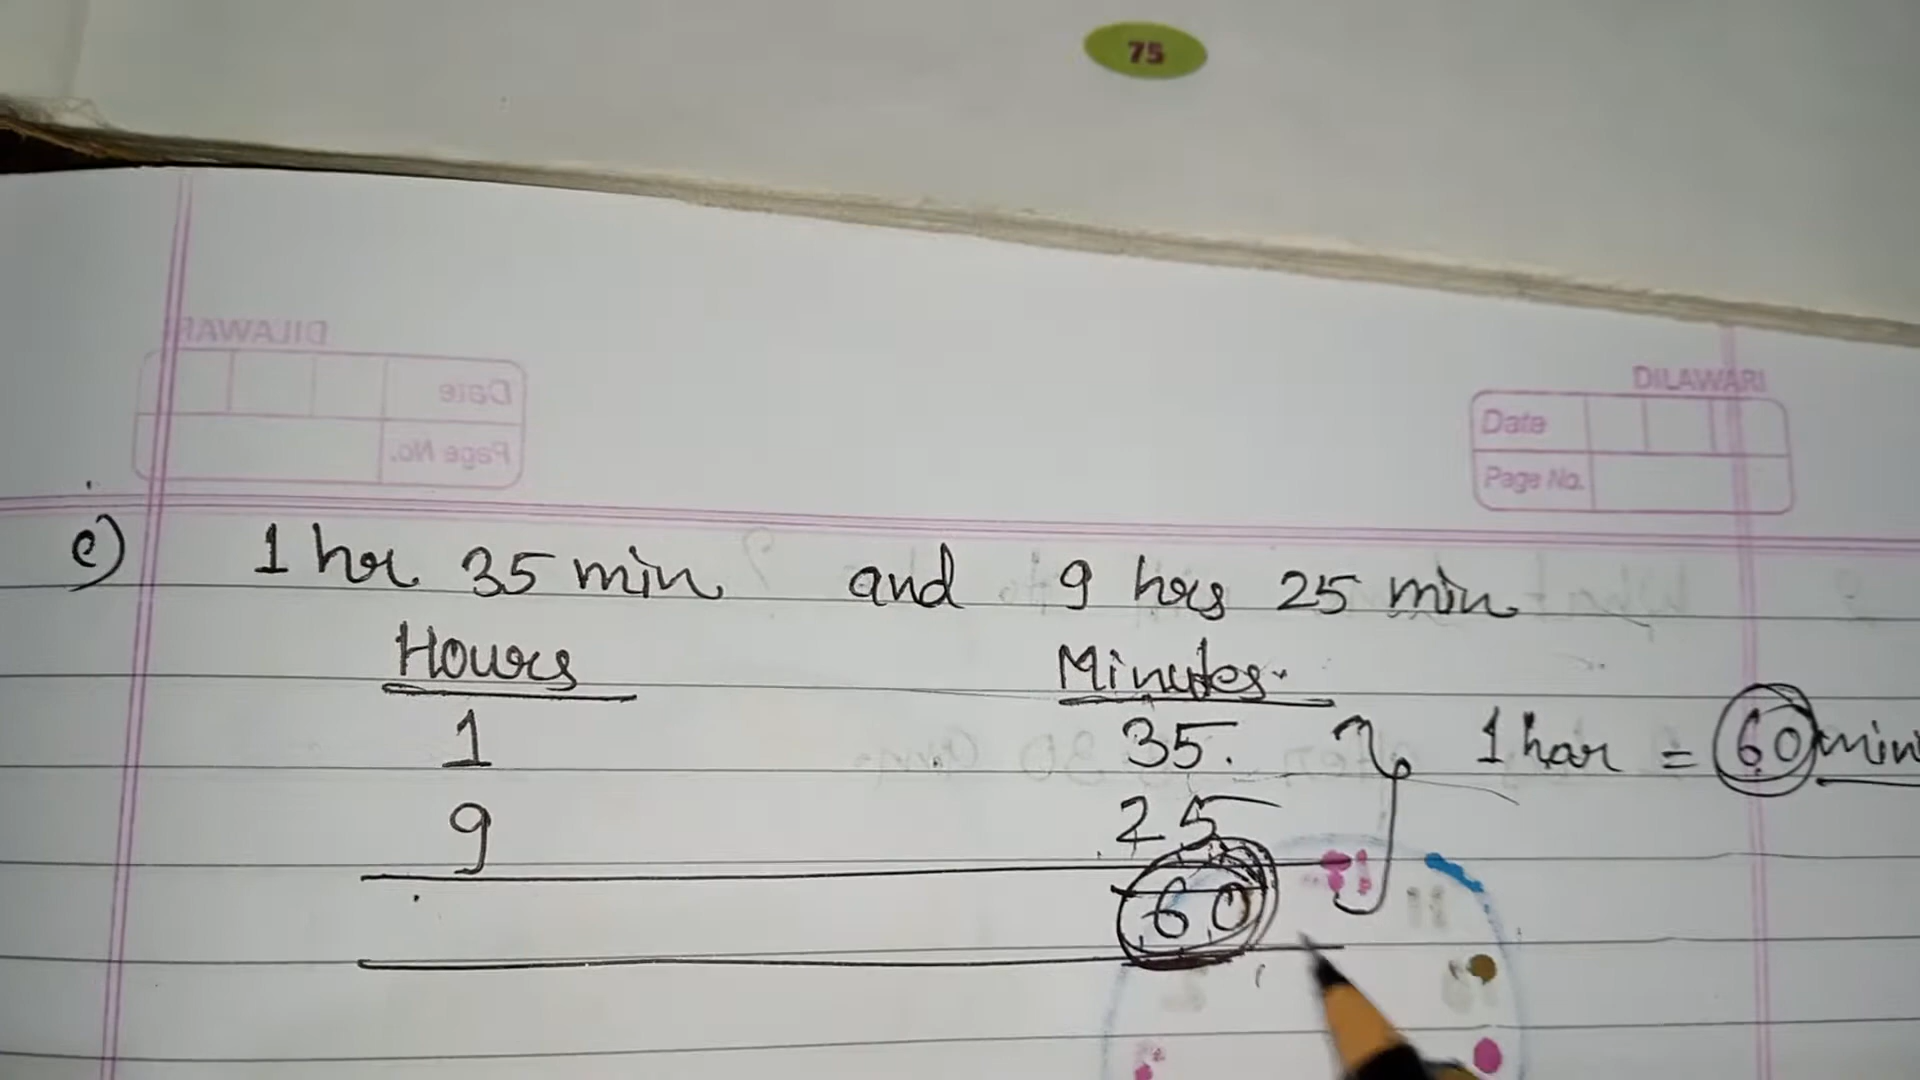 75
DILAWARI
Date
Page No.
DILAWARI
Date
Page No.
e) 1 hr 35 min and 9 hrs 25 min
Hours Minutes
1 35. 1 har = 60 min
9 25
60